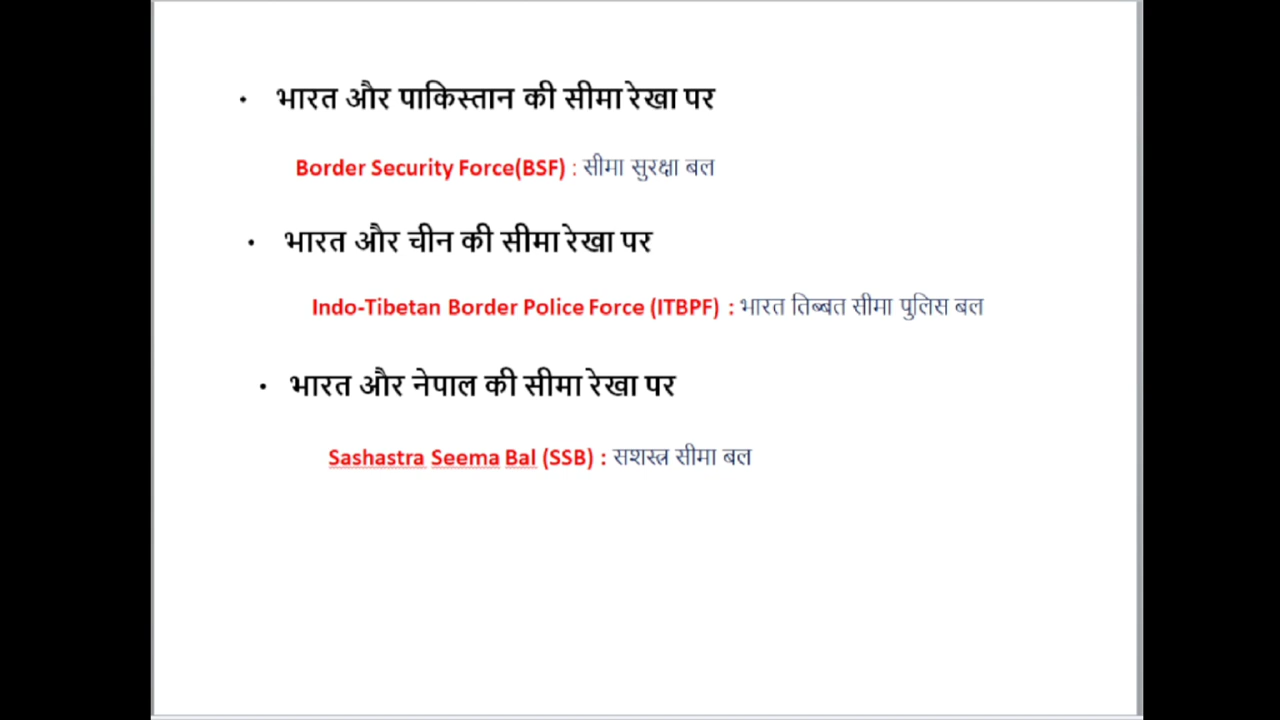 • भारत और पाकिस्तान की सीमा रेखा पर
Border Security Force(BSF) : सीमा सुरक्षा बल
• भारत और चीन की सीमा रेखा पर
Indo-Tibetan Border Police Force (ITBPF) : भारत तिब्बत सीमा पुलिस बल
• भारत और नेपाल की सीमा रेखा पर
Sashastra Seema Bal (SSB) : सशस्त्र सीमा बल